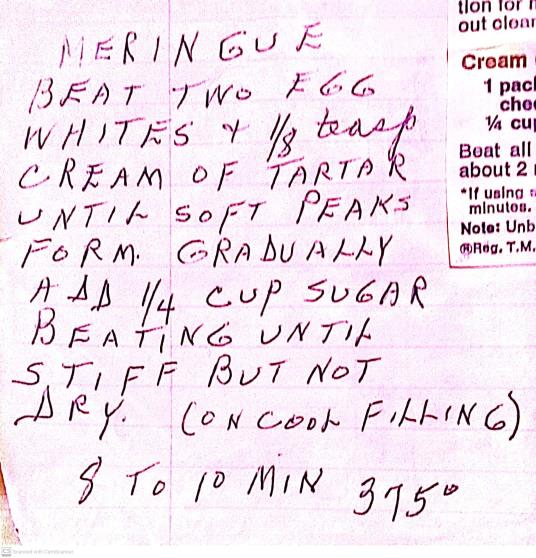 MERINGUE
BEAT TWO EGG
WHITES & 1/8 teasp
CREAM OF TARTAR
UNTIL SOFT PEAKS
FORM. GRADUALLY
ADD 1/4 CUP SUGAR
BEATING UNTIL
STIFF BUT NOT
DRY. (ON COOL FILLING)
8 TO 10 MIN 375°
tion for
out clean
Cream
1 pac
che
¼ cup
Beat all
about 2
*If using
minutes.
Note: Unb
®Reg. T.M.
CS Scanned with CamScanner